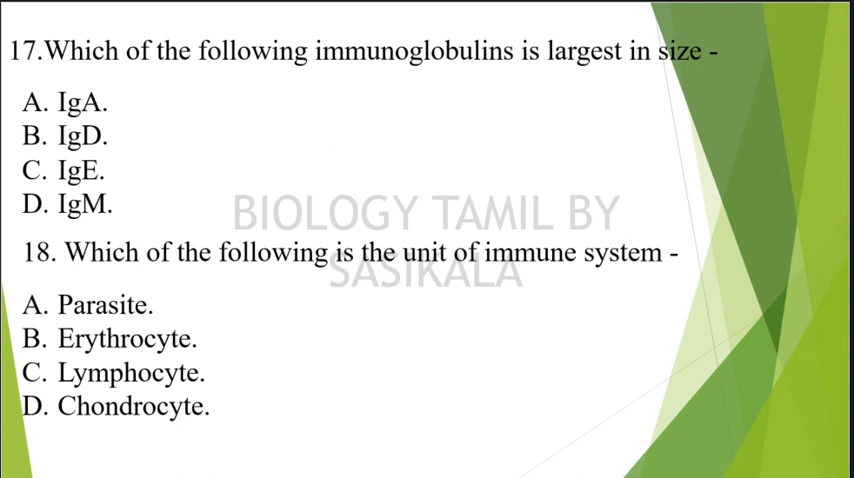 17.Which of the following immunoglobulins is largest in size -
A. IgA.
B. IgD.
C. IgE.
D. IgM.
BIOLOGY TAMIL BY
SASIKALA
18. Which of the following is the unit of immune system -
A. Parasite.
B. Erythrocyte.
C. Lymphocyte.
D. Chondrocyte.